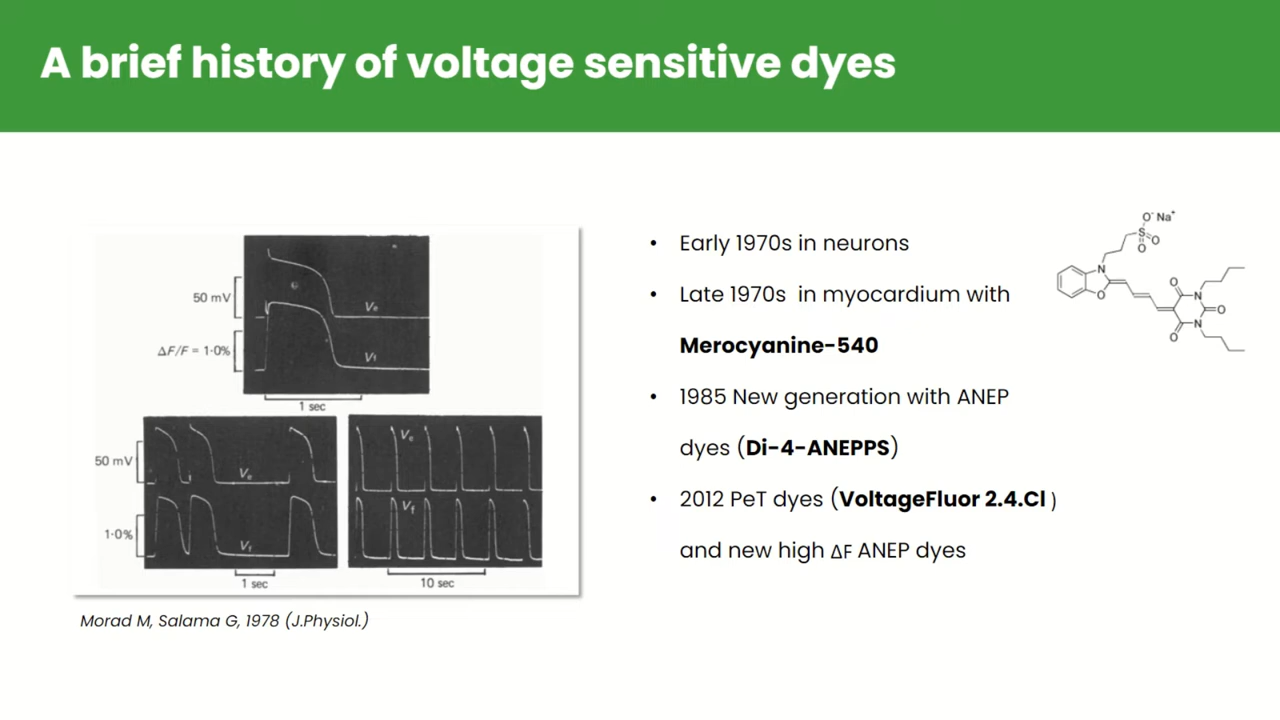 A brief history of voltage sensitive dyes
50 mV
Ve
ΔF/F = 1·0%
Vf
1 sec
50 mV
Ve
1·0%
Vf
1 sec
Ve
Vf
10 sec
Morad M, Salama G, 1978 (J.Physiol.)
• Early 1970s in neurons
• Late 1970s in myocardium with
Merocyanine-540
• 1985 New generation with ANEP
dyes (Di-4-ANEPPS)
• 2012 PeT dyes (VoltageFluor 2.4.Cl )
and new high ΔF ANEP dyes
O⁻ Na⁺
S
O
O
N
O
O
N
O
N
O